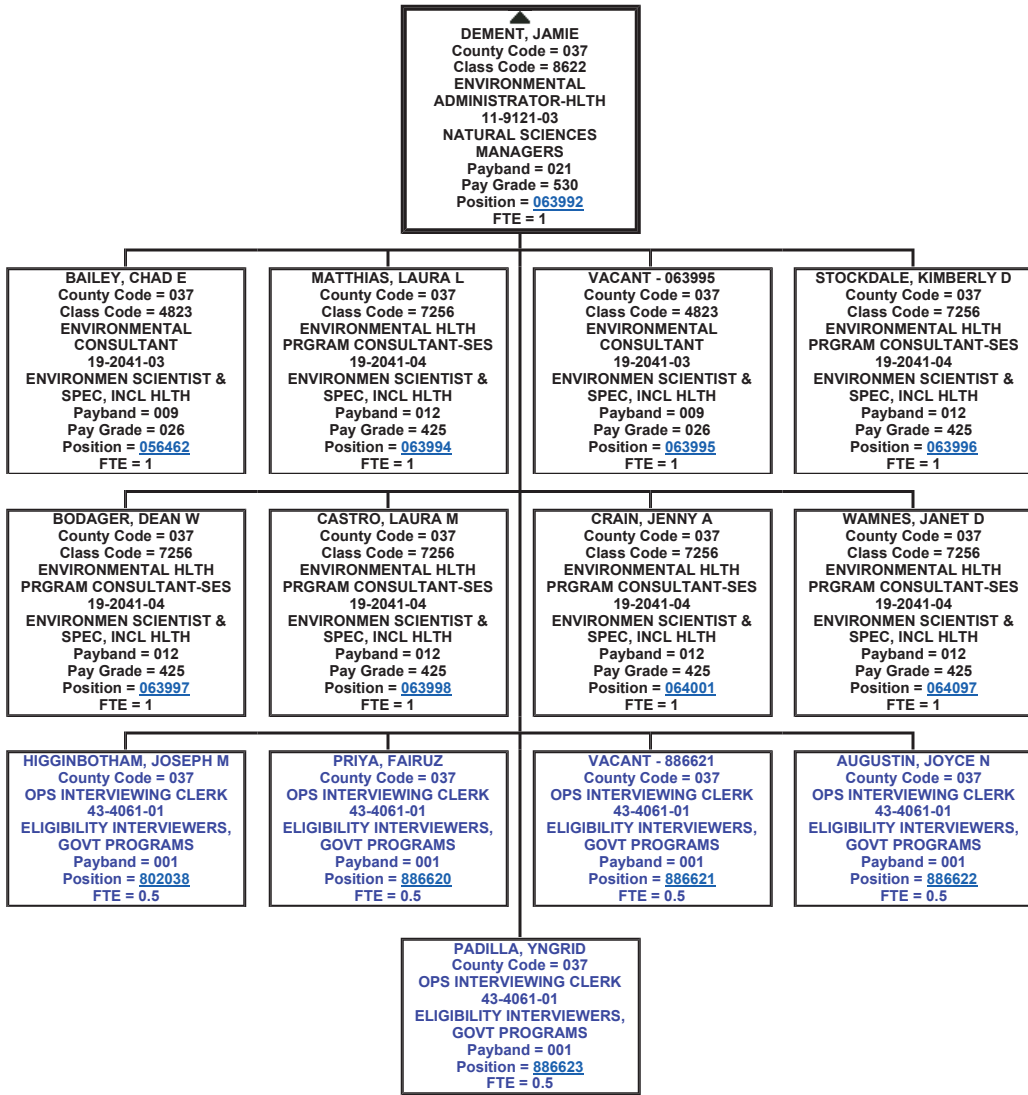 DEMENT, JAMIE
County Code = 037
Class Code = 8622
ENVIRONMENTAL
ADMINISTRATOR-HLTH
11-9121-03
NATURAL SCIENCES
MANAGERS
Payband = 021
Pay Grade = 530
Position = 063992
FTE = 1
BAILEY, CHAD E
County Code = 037
Class Code = 4823
ENVIRONMENTAL
CONSULTANT
19-2041-03
ENVIRONMEN SCIENTIST &
SPEC, INCL HLTH
Payband = 009
Pay Grade = 026
Position = 056462
FTE = 1
MATTHIAS, LAURA L
County Code = 037
Class Code = 7256
ENVIRONMENTAL HLTH
PRGRAM CONSULTANT-SES
19-2041-04
ENVIRONMEN SCIENTIST &
SPEC, INCL HLTH
Payband = 012
Pay Grade = 425
Position = 063994
FTE = 1
VACANT - 063995
County Code = 037
Class Code = 4823
ENVIRONMENTAL
CONSULTANT
19-2041-03
ENVIRONMEN SCIENTIST &
SPEC, INCL HLTH
Payband = 009
Pay Grade = 026
Position = 063995
FTE = 1
STOCKDALE, KIMBERLY D
County Code = 037
Class Code = 7256
ENVIRONMENTAL HLTH
PRGRAM CONSULTANT-SES
19-2041-04
ENVIRONMEN SCIENTIST &
SPEC, INCL HLTH
Payband = 012
Pay Grade = 425
Position = 063996
FTE = 1
BODAGER, DEAN W
County Code = 037
Class Code = 7256
ENVIRONMENTAL HLTH
PRGRAM CONSULTANT-SES
19-2041-04
ENVIRONMEN SCIENTIST &
SPEC, INCL HLTH
Payband = 012
Pay Grade = 425
Position = 063997
FTE = 1
CASTRO, LAURA M
County Code = 037
Class Code = 7256
ENVIRONMENTAL HLTH
PRGRAM CONSULTANT-SES
19-2041-04
ENVIRONMEN SCIENTIST &
SPEC, INCL HLTH
Payband = 012
Pay Grade = 425
Position = 063998
FTE = 1
CRAIN, JENNY A
County Code = 037
Class Code = 7256
ENVIRONMENTAL HLTH
PRGRAM CONSULTANT-SES
19-2041-04
ENVIRONMEN SCIENTIST &
SPEC, INCL HLTH
Payband = 012
Pay Grade = 425
Position = 064001
FTE = 1
WAMNES, JANET D
County Code = 037
Class Code = 7256
ENVIRONMENTAL HLTH
PRGRAM CONSULTANT-SES
19-2041-04
ENVIRONMEN SCIENTIST &
SPEC, INCL HLTH
Payband = 012
Pay Grade = 425
Position = 064097
FTE = 1
HIGGINBOTHAM, JOSEPH M
County Code = 037
OPS INTERVIEWING CLERK
43-4061-01
ELIGIBILITY INTERVIEWERS,
GOVT PROGRAMS
Payband = 001
Position = 802038
FTE = 0.5
PRIYA, FAIRUZ
County Code = 037
OPS INTERVIEWING CLERK
43-4061-01
ELIGIBILITY INTERVIEWERS,
GOVT PROGRAMS
Payband = 001
Position = 886620
FTE = 0.5
VACANT - 886621
County Code = 037
OPS INTERVIEWING CLERK
43-4061-01
ELIGIBILITY INTERVIEWERS,
GOVT PROGRAMS
Payband = 001
Position = 886621
FTE = 0.5
AUGUSTIN, JOYCE N
County Code = 037
OPS INTERVIEWING CLERK
43-4061-01
ELIGIBILITY INTERVIEWERS,
GOVT PROGRAMS
Payband = 001
Position = 886622
FTE = 0.5
PADILLA, YNGRID
County Code = 037
OPS INTERVIEWING CLERK
43-4061-01
ELIGIBILITY INTERVIEWERS,
GOVT PROGRAMS
Payband = 001
Position = 886623
FTE = 0.5